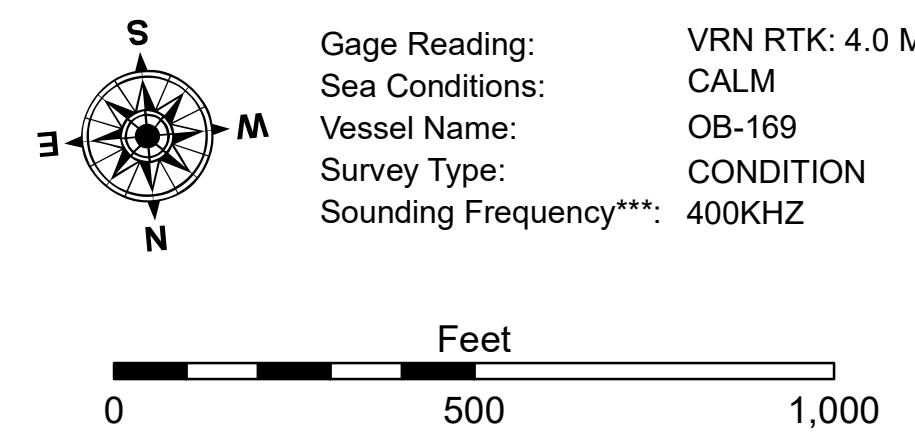 S
E
W
N
Gage Reading: VRN RTK: 4.0 M
Sea Conditions: CALM
Vessel Name: OB-169
Survey Type: CONDITION
Sounding Frequency***: 400KHZ
Feet
0 500 1,000